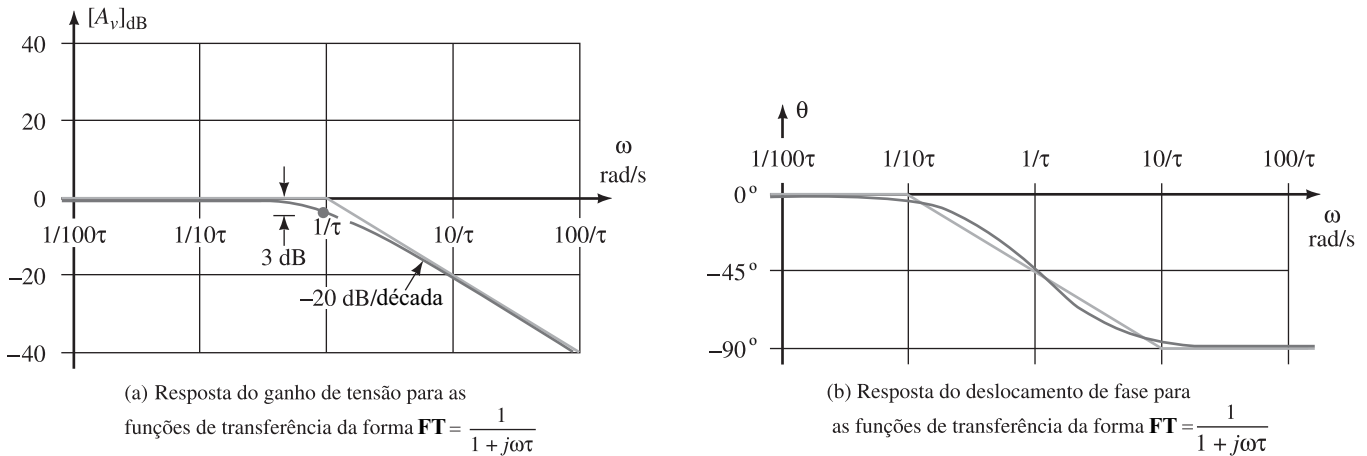 [Aᵥ]dB
40
20
0
−20
−40
1/100τ
1/10τ
1/τ
10/τ
100/τ
ω
rad/s
3 dB
−20 dB/década
(a) Resposta do ganho de tensão para as
funções de transferência da forma FT = 1 / (1 + jωτ)
θ
1/100τ
1/10τ
1/τ
10/τ
100/τ
0°
−45°
−90°
ω
rad/s
(b) Resposta do deslocamento de fase para
as funções de transferência da forma FT = 1 / (1 + jωτ)